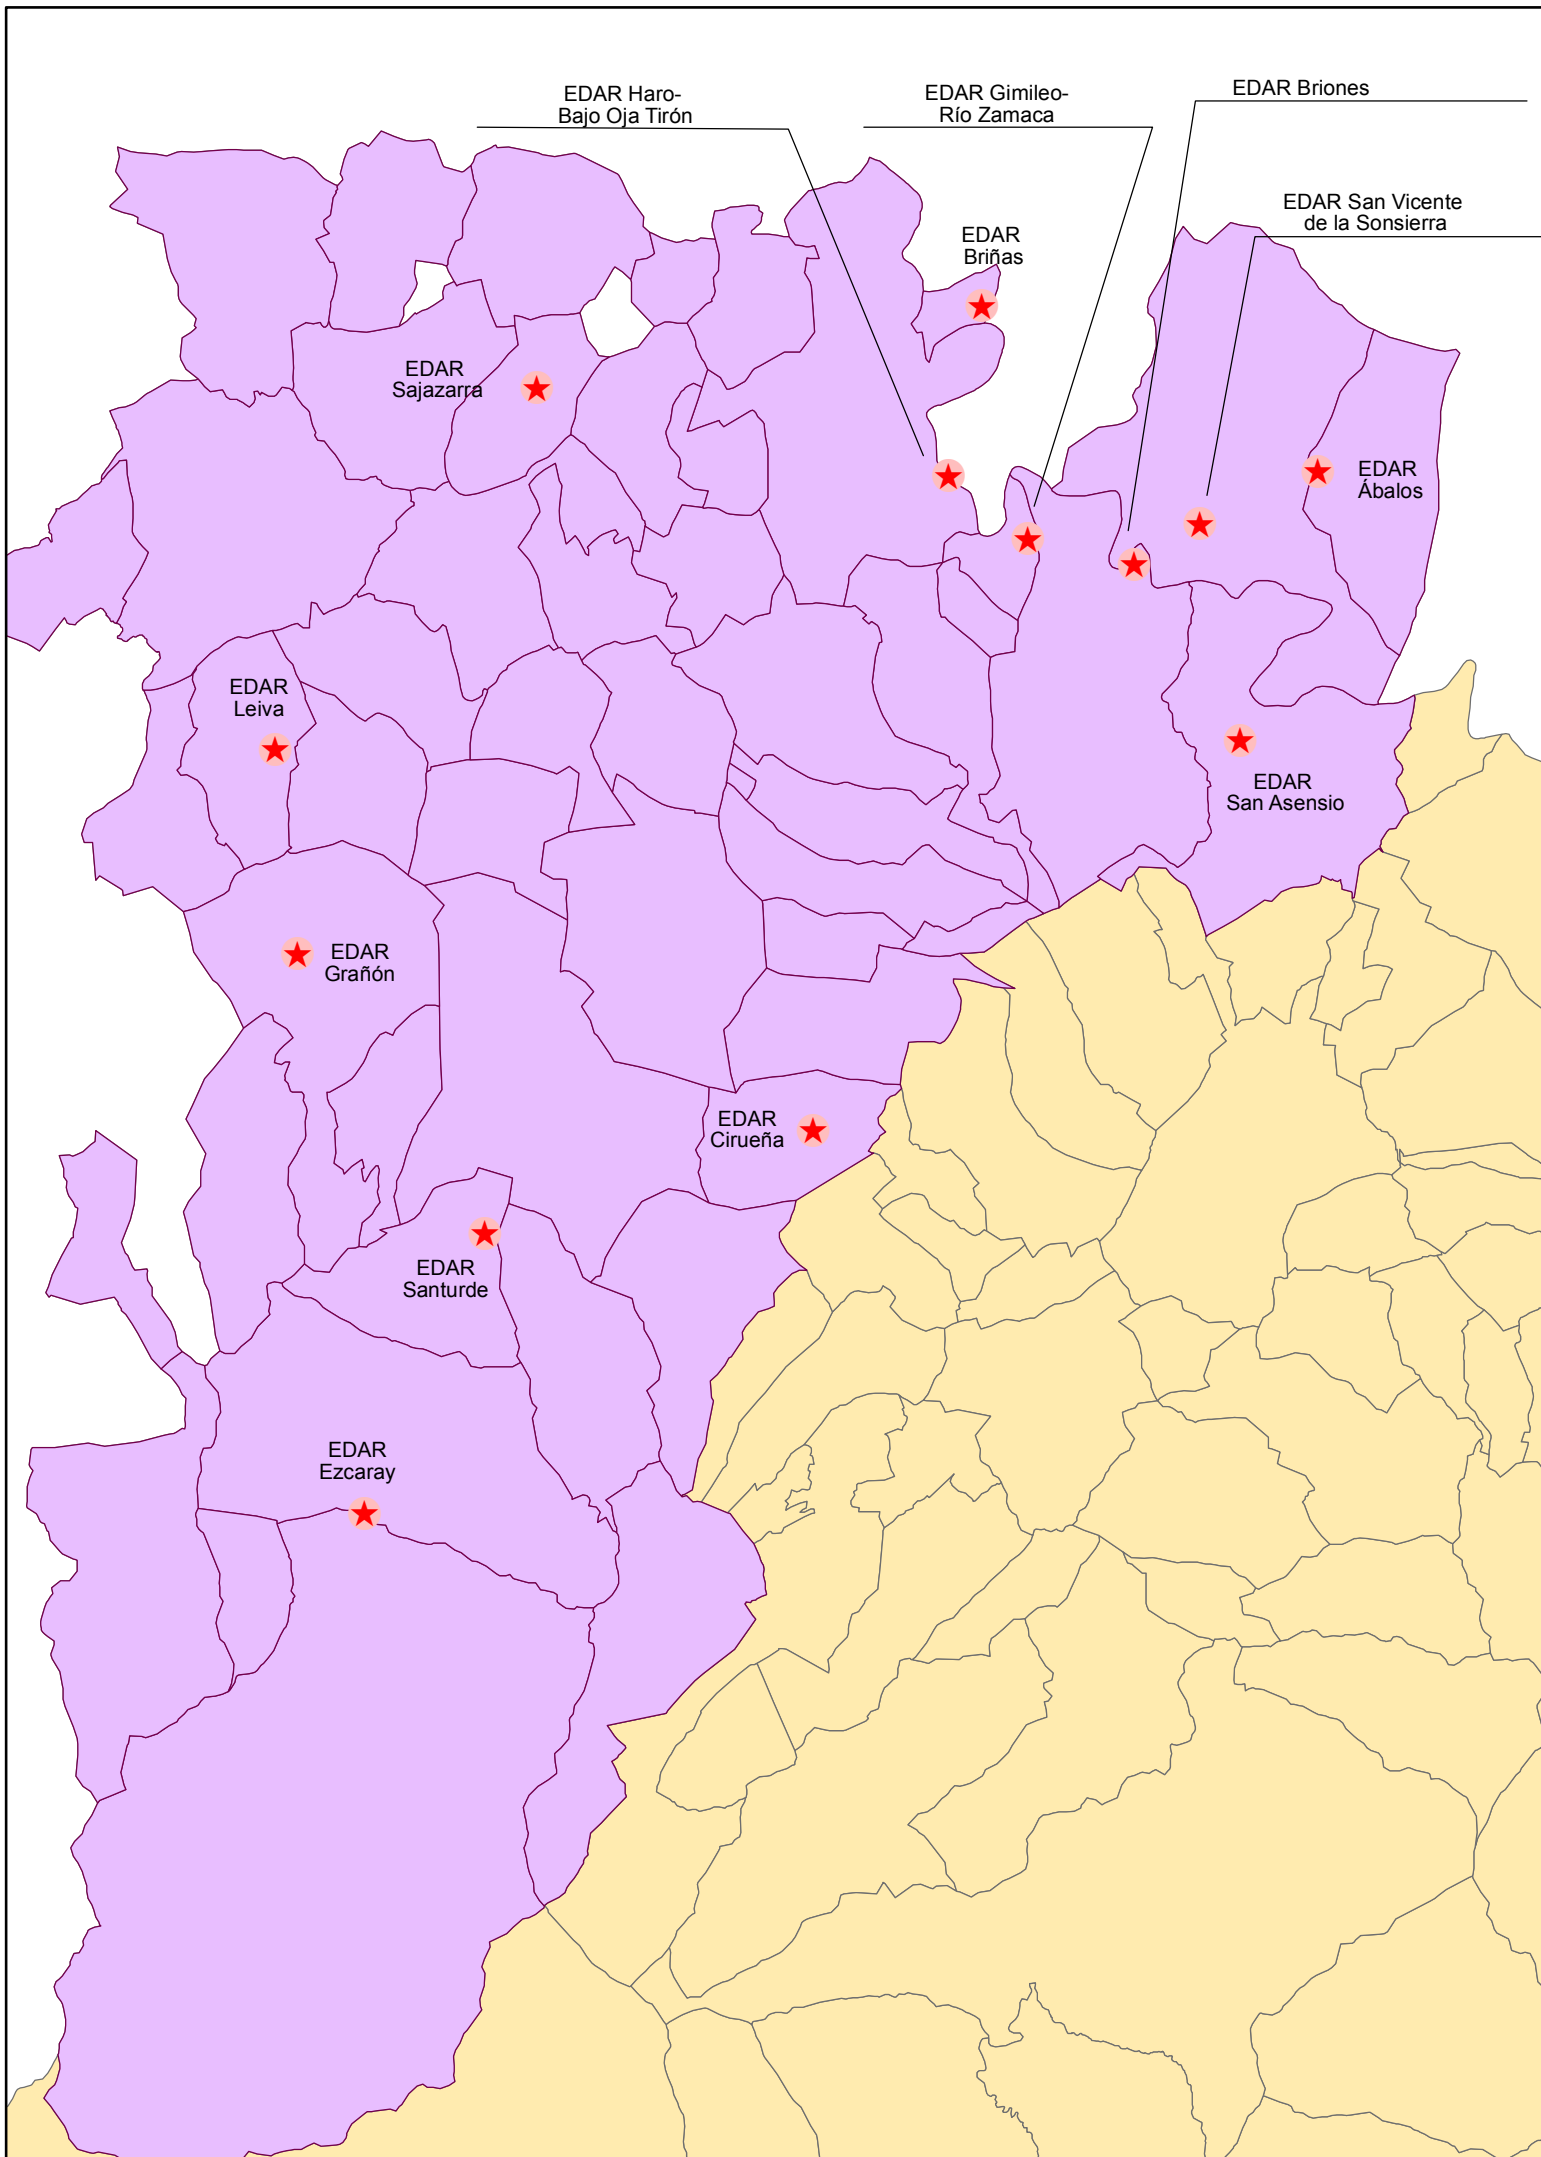 EDAR Haro-
Bajo Oja Tirón
EDAR Gimileo-
Río Zamaca
EDAR Briones
EDAR San Vicente
de la Sonsierra
EDAR
Briñas
EDAR
Sajazarra
EDAR
Ábalos
EDAR
Leiva
EDAR
San Asensio
EDAR
Grañón
EDAR
Cirueña
EDAR
Santurde
EDAR
Ezcaray